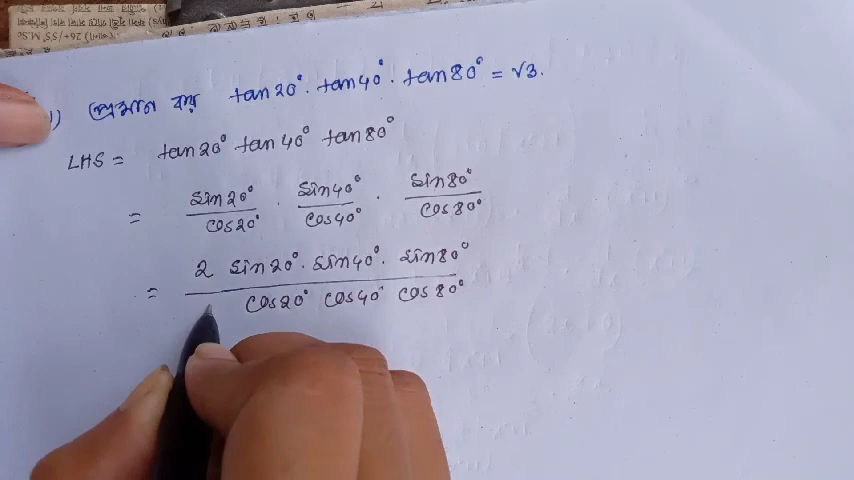 1) প্রমাণ কর tan20°. tan40°. tan80° = √3.
LHS = tan20° tan40° tan80°
= sin20°/cos20° . sin40°/cos40° . sin80°/cos80°
= 2 sin20°. sin40°. sin80° / cos20° cos40° cos80°